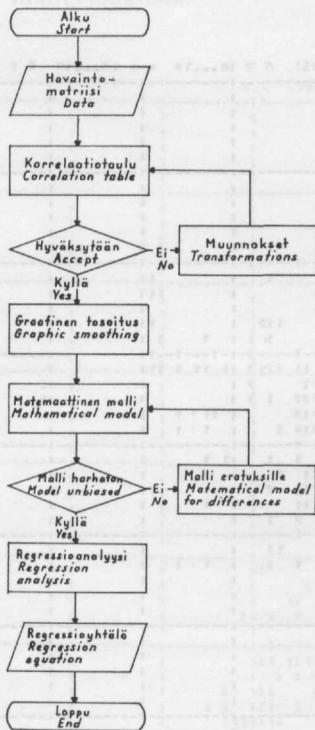 Alku
Start
Havainto-
matriisi
Data
Korrelaatiotaulu
Correlation table
Hyväksytään
Accept
Ei
No
Muunnokset
Transformations
Kyllä
Yes
Graafinen tasoitus
Graphic smoothing
Matemaattinen malli
Mathematical model
Malli harhaton
Model unbiased
Ei
No
Malli erotuksille
Matematical model
for differences
Kyllä
Yes
Regressioanalyysi
Regression
analysis
Regressioyhtälö
Regression
equation
Loppu
End